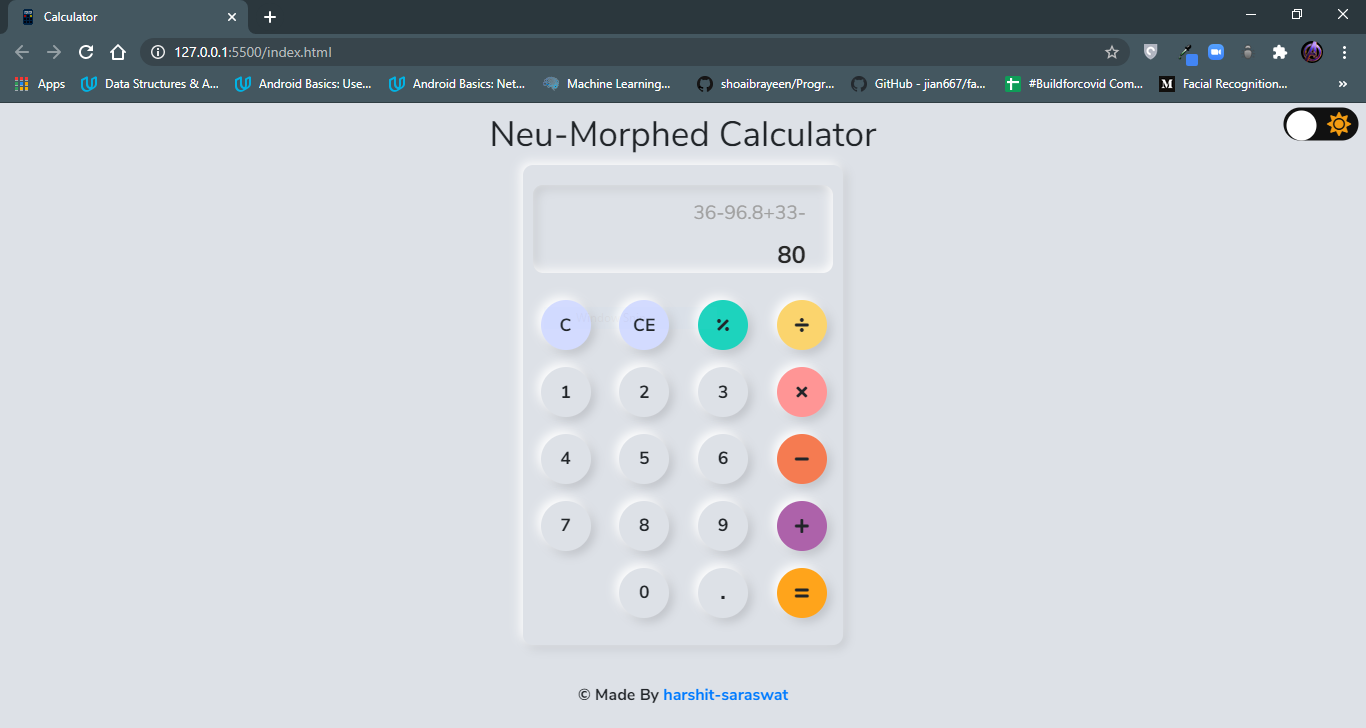 Calculator
127.0.0.1:5500/index.html
Apps Data Structures & A... Android Basics: Use... Android Basics: Net... Machine Learning... shoaibrayeen/Progr... GitHub - jian667/fa... #Buildforcovid Com... M Facial Recognition... »
Neu-Morphed Calculator
36-96.8+33-
80
C CE % ÷
1 2 3 ×
4 5 6 −
7 8 9 +
0 . =
© Made By harshit-saraswat